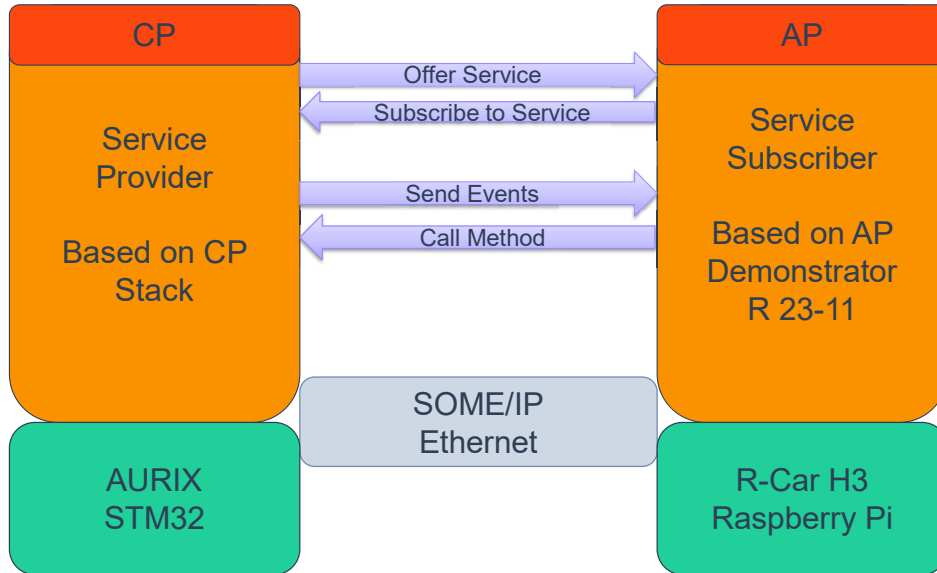 CP
AP
Offer Service
Subscribe to Service
Service
Provider
Service
Subscriber
Send Events
Call Method
Based on CP
Stack
Based on AP
Demonstrator
R 23-11
SOME/IP
Ethernet
AURIX
STM32
R-Car H3
Raspberry Pi